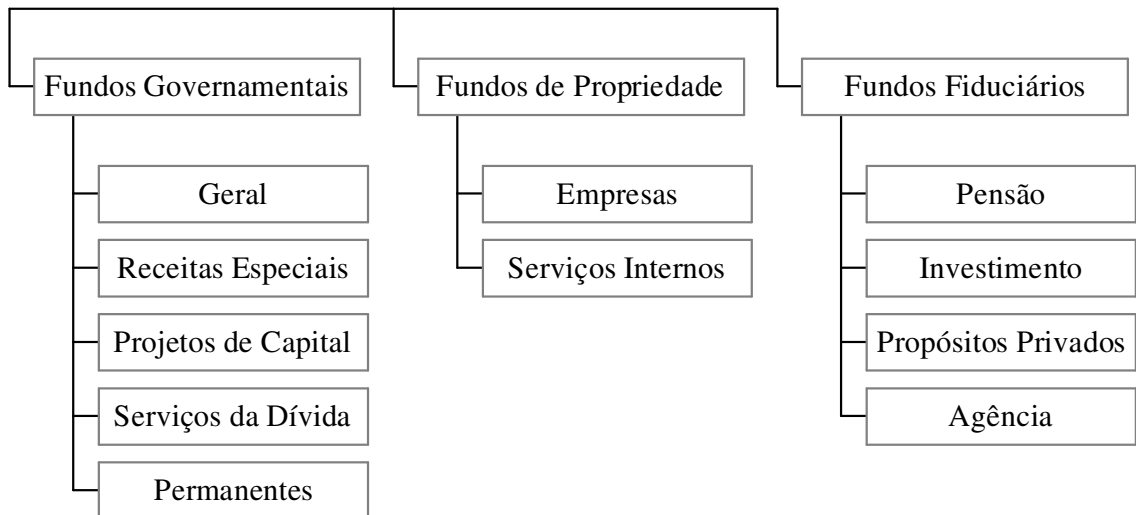 Fundos Governamentais
Geral
Receitas Especiais
Projetos de Capital
Serviços da Dívida
Permanentes
Fundos de Propriedade
Empresas
Serviços Internos
Fundos Fiduciários
Pensão
Investimento
Propósitos Privados
Agência